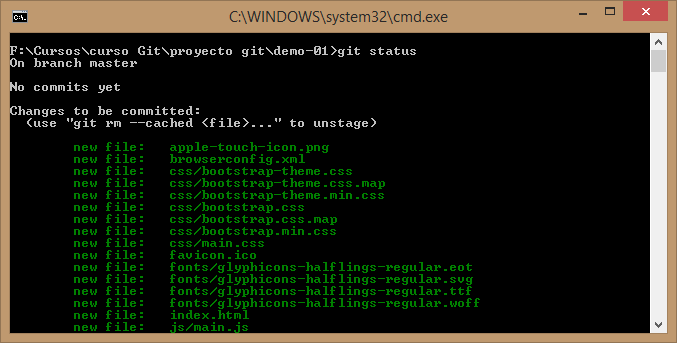 C:\WINDOWS\system32\cmd.exe
F:\Cursos\curso Git\proyecto git\demo-01>git status
On branch master
No commits yet
Changes to be committed:
(use "git rm --cached <file>..." to unstage)
new file: apple-touch-icon.png
new file: browserconfig.xml
new file: css/bootstrap-theme.css
new file: css/bootstrap-theme.css.map
new file: css/bootstrap-theme.min.css
new file: css/bootstrap.css
new file: css/bootstrap.css.map
new file: css/bootstrap.min.css
new file: css/main.css
new file: favicon.ico
new file: fonts/glyphicons-halflings-regular.eot
new file: fonts/glyphicons-halflings-regular.svg
new file: fonts/glyphicons-halflings-regular.ttf
new file: fonts/glyphicons-halflings-regular.woff
new file: index.html
new file: js/main.js